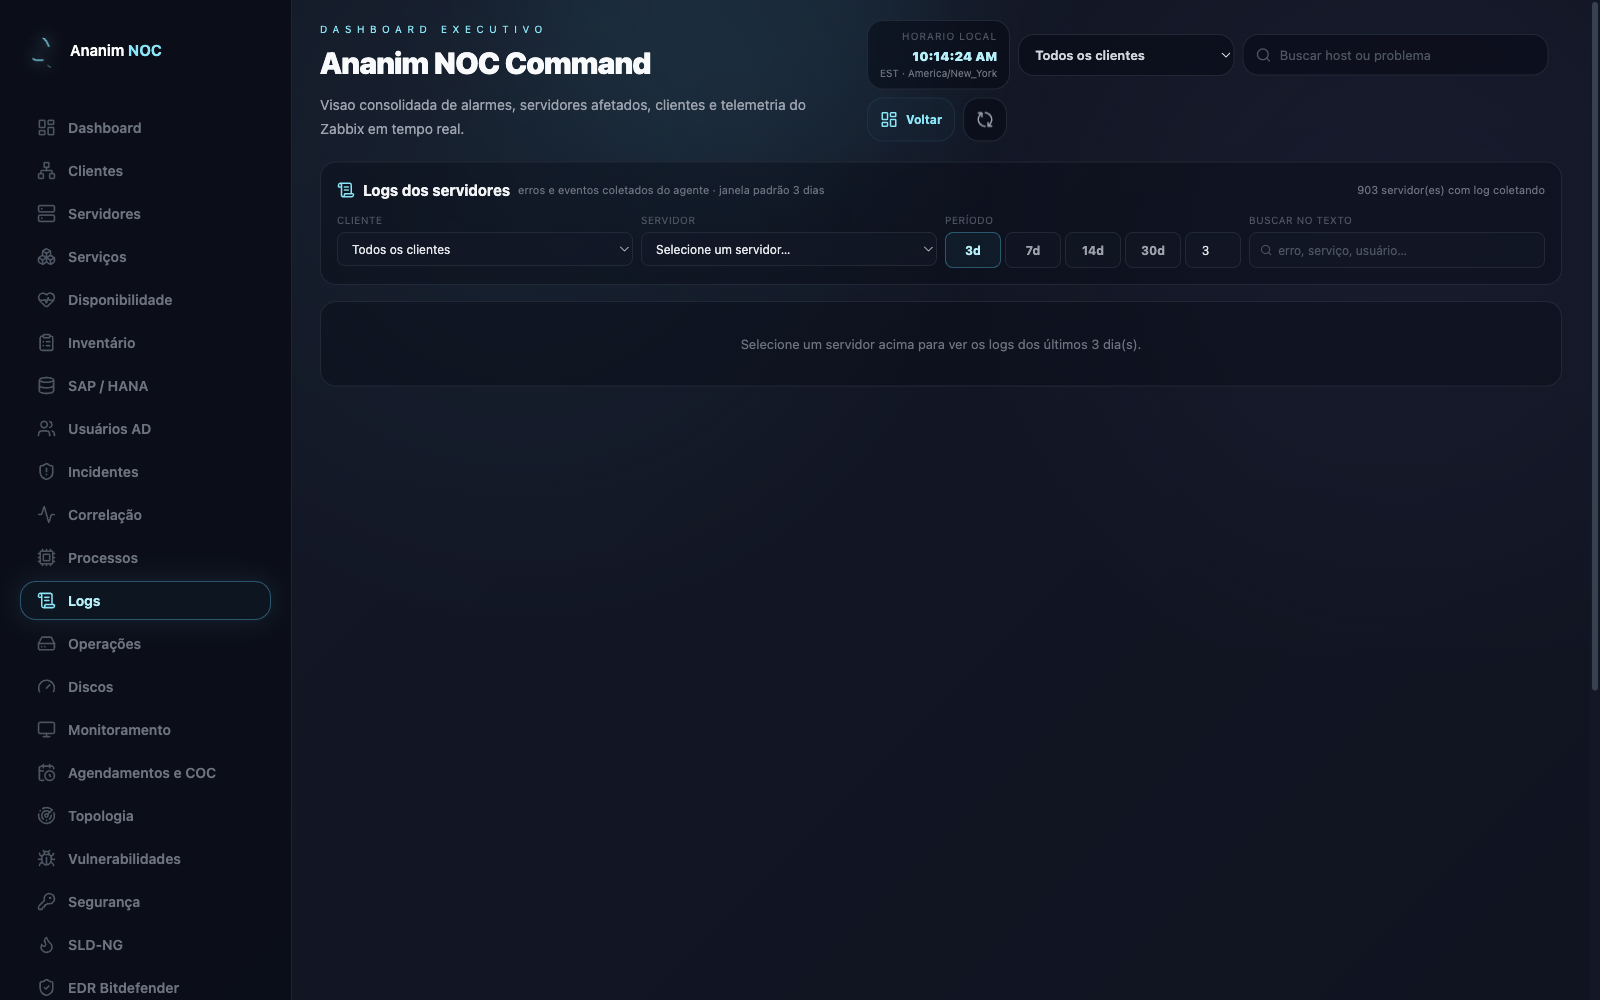 Ananim NOC
Dashboard
Clientes
Servidores
Serviços
Disponibilidade
Inventário
SAP / HANA
Usuários AD
Incidentes
Correlação
Processos
Logs
Operações
Discos
Monitoramento
Agendamentos e COC
Topologia
Vulnerabilidades
Segurança
SLD-NG
EDR Bitdefender
DASHBOARD EXECUTIVO
Ananim NOC Command
Visao consolidada de alarmes, servidores afetados, clientes e telemetria do
Zabbix em tempo real.
HORARIO LOCAL
10:14:24 AM
EST · America/New_York
Todos os clientes
Buscar host ou problema
Voltar
Logs dos servidores erros e eventos coletados do agente · janela padrão 3 dias
903 servidor(es) com log coletando
CLIENTE
Todos os clientes
SERVIDOR
Selecione um servidor...
PERÍODO
3d 7d 14d 30d 3
BUSCAR NO TEXTO
erro, serviço, usuário...
Selecione um servidor acima para ver os logs dos últimos 3 dia(s).